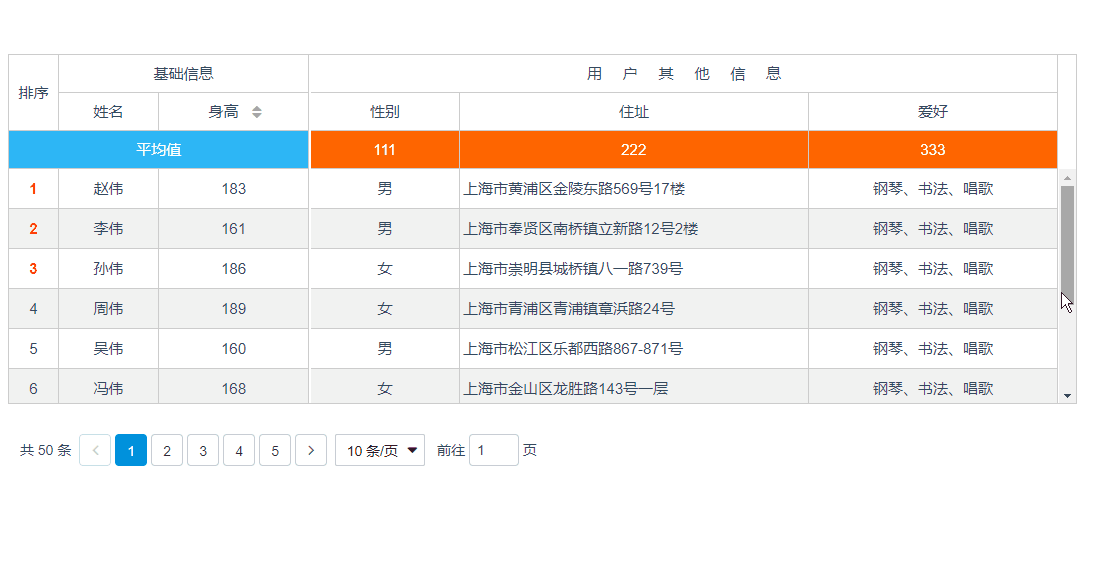 基础信息 用 户 其 他 信 息
排序
姓名 身高 性别 住址 爱好
平均值 111 222 333
1 赵伟 183 男 上海市黄浦区金陵东路569号17楼 钢琴、书法、唱歌
2 李伟 161 男 上海市奉贤区南桥镇立新路12号2楼 钢琴、书法、唱歌
3 孙伟 186 女 上海市崇明县城桥镇八一路739号 钢琴、书法、唱歌
4 周伟 189 女 上海市青浦区青浦镇章浜路24号 钢琴、书法、唱歌
5 吴伟 160 男 上海市松江区乐都西路867-871号 钢琴、书法、唱歌
6 冯伟 168 女 上海市金山区龙胜路143号一层 钢琴、书法、唱歌
共 50 条 1 2 3 4 5 10 条/页 前往 1 页